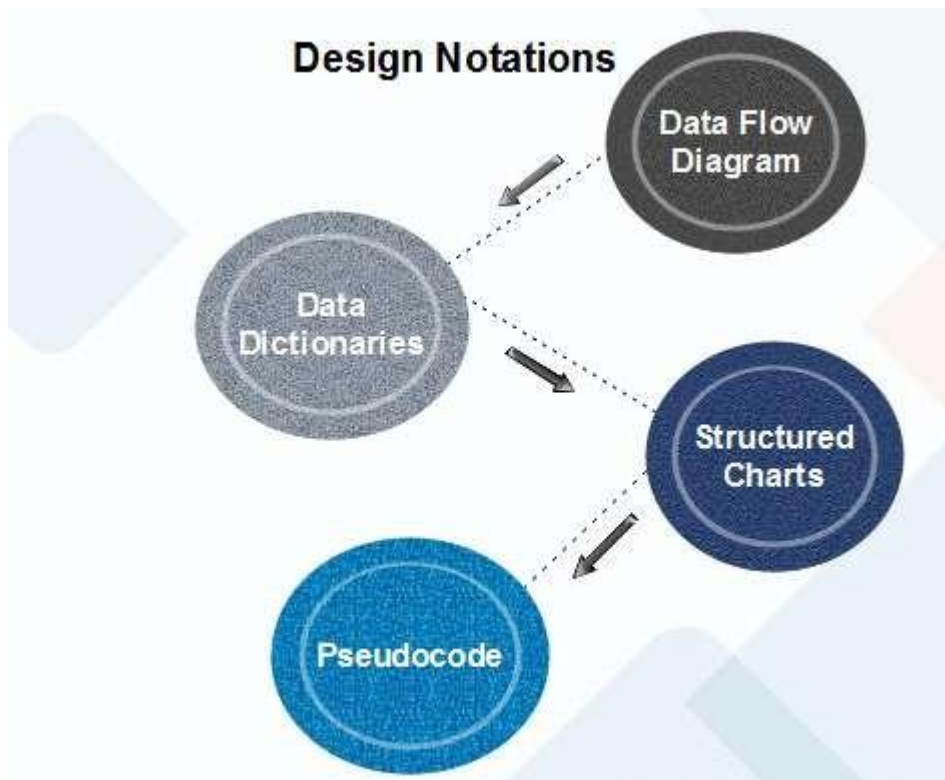 Design Notations
Data Flow
Diagram
Data
Dictionaries
Structured
Charts
Pseudocode